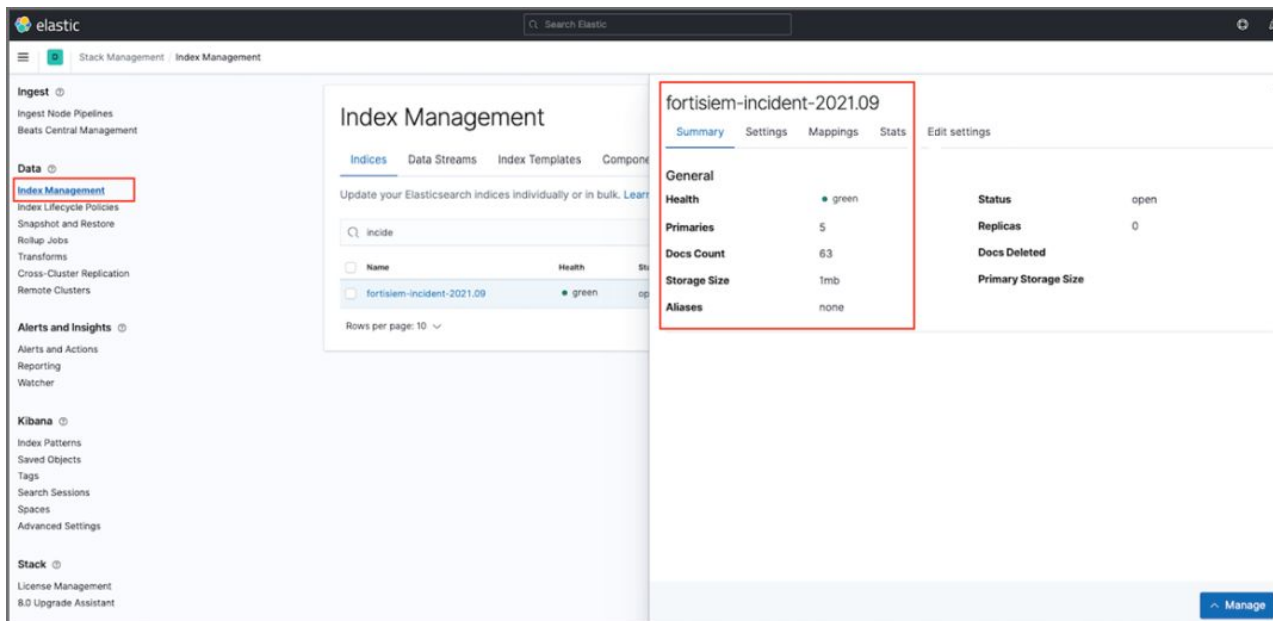 elastic
Search Elastic
D
Stack Management / Index Management
Ingest
Ingest Node Pipelines
Beats Central Management
Data
Index Management
Index Lifecycle Policies
Snapshot and Restore
Rollup Jobs
Transforms
Cross-Cluster Replication
Remote Clusters
Alerts and Insights
Alerts and Actions
Reporting
Watcher
Kibana
Index Patterns
Saved Objects
Tags
Search Sessions
Spaces
Advanced Settings
Stack
License Management
8.0 Upgrade Assistant
Index Management
Indices Data Streams Index Templates Compone
Update your Elasticsearch indices individually or in bulk. Learn
incide
Name Health Sta
fortisiem-incident-2021.09 green op
Rows per page: 10
fortisiem-incident-2021.09
Summary Settings Mappings Stats Edit settings
General
Health green Status open
Primaries 5 Replicas 0
Docs Count 63 Docs Deleted
Storage Size 1mb Primary Storage Size
Aliases none
Manage